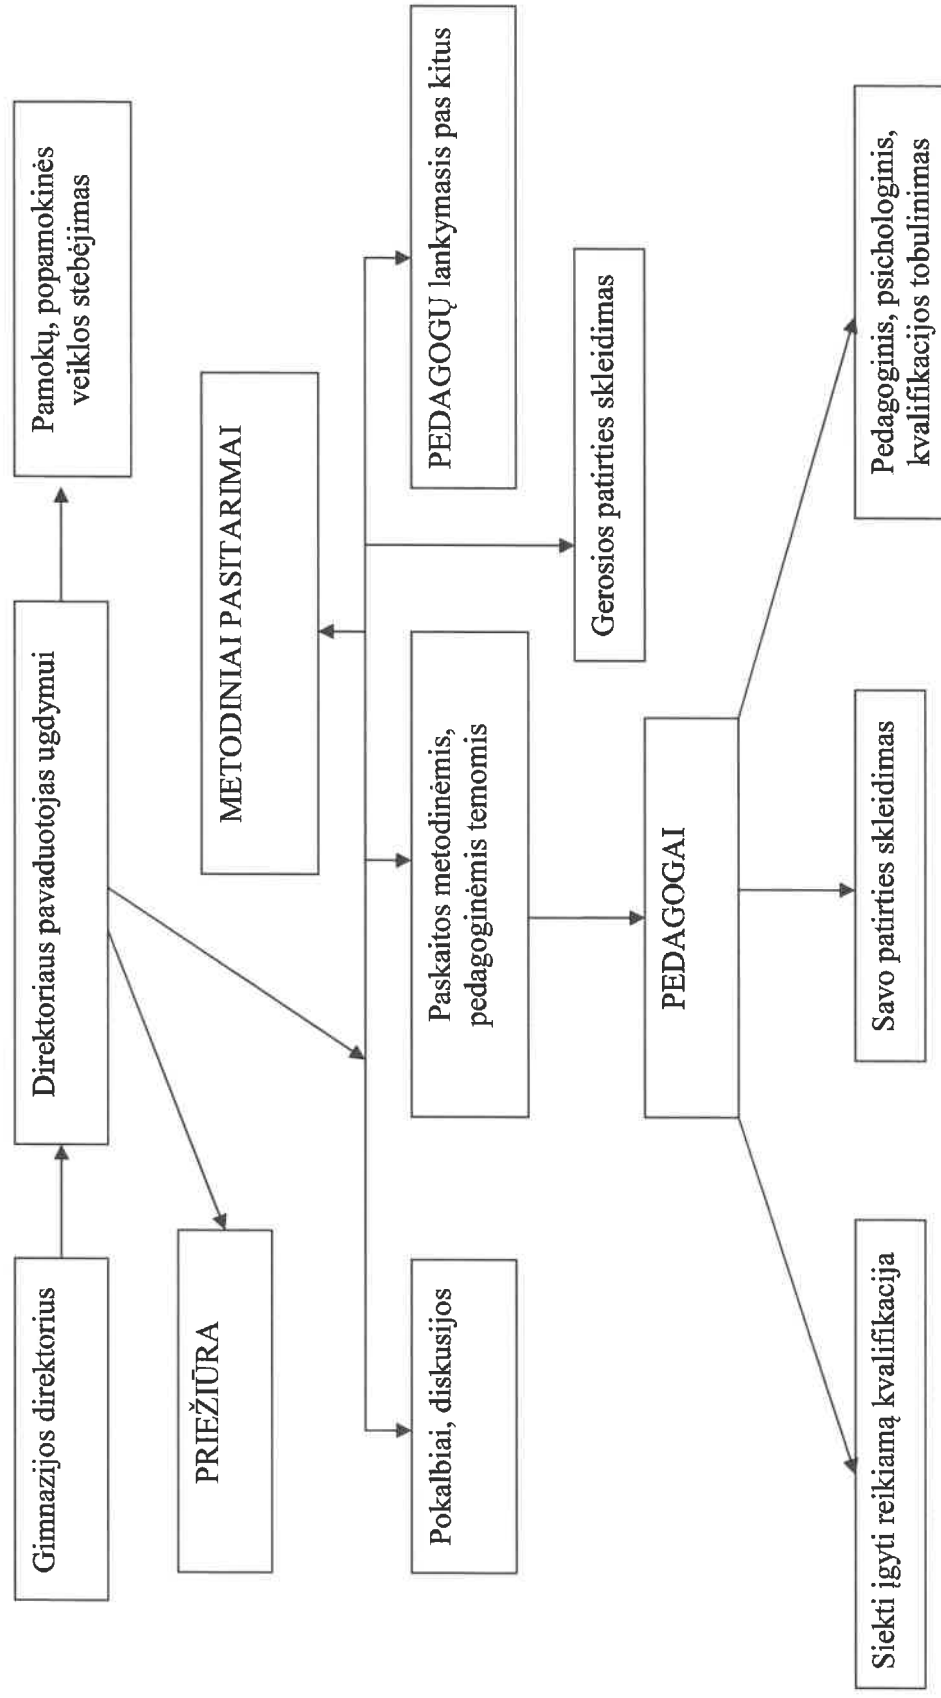 Gimnazijos direktorius
Direktoriaus pavaduotojas ugdymui
Pamokų, popamokinės
veiklos stebėjimas
PRIEŽIŪRA
METODINIAI PASITARIMAI
Pokalbiai, diskusijos
Paskaitos metodinėmis,
pedagoginėmis temomis
PEDAGOGŲ lankymasis pas kitus
Gerosios patirties skleidimas
PEDAGOGAI
Siekti įgyti reikiamą kvalifikacija
Savo patirties skleidimas
Pedagoginis, psichologinis,
kvalifikacijos tobulinimas